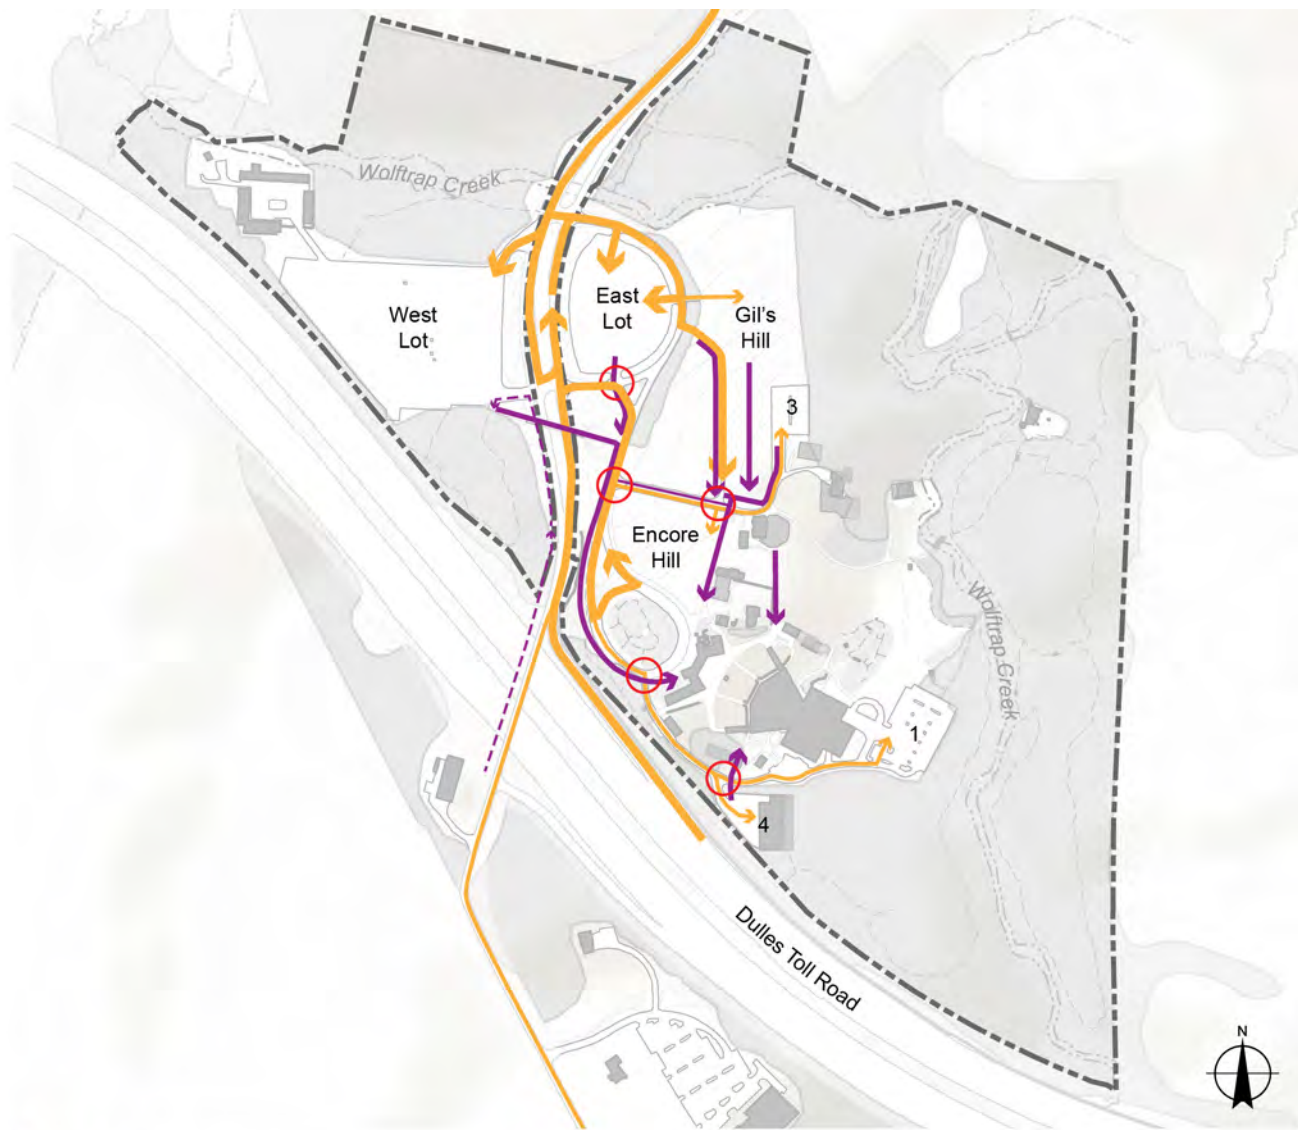 Wolftrap Creek
West
Lot
East
Lot
Gil's
Hill
3
Encore
Hill
Wolftrap Creek
1
4
Dulles Toll Road
N